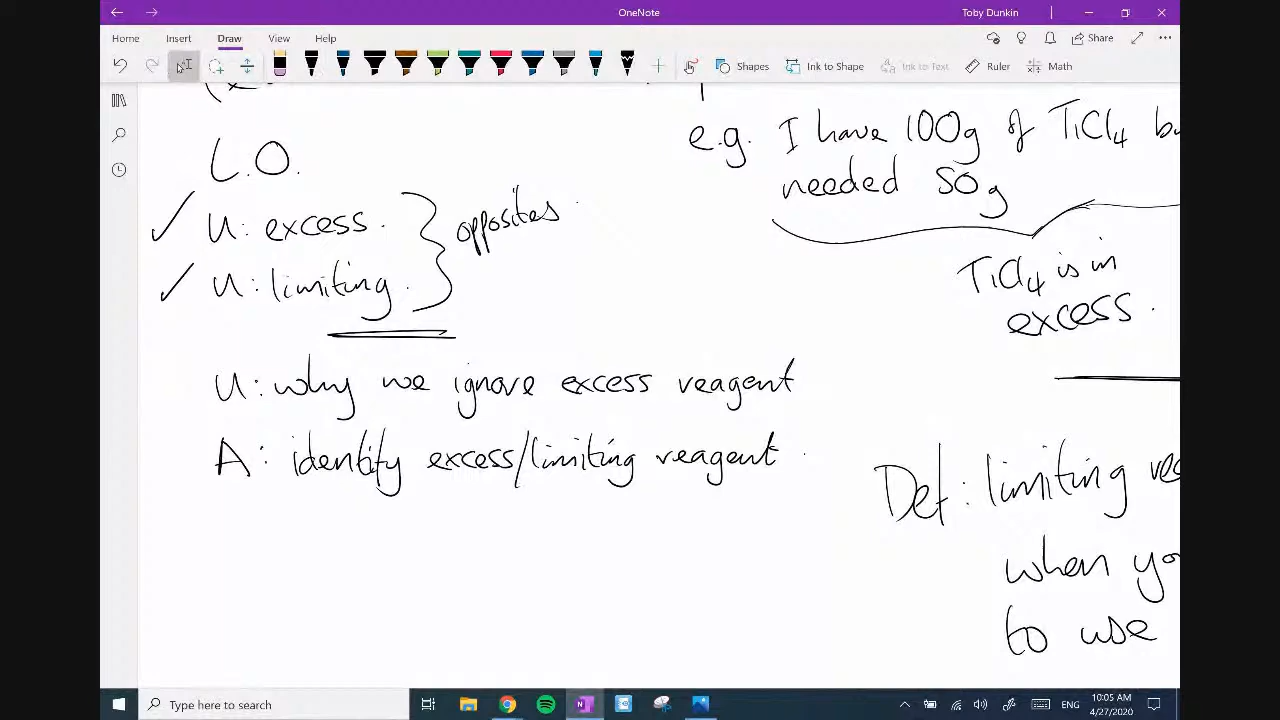 OneNote
Toby Dunkin
Home Insert Draw View Help
Share
Shapes Ink to Shape Ink to Text Ruler Math
L.O.
U: excess.
U: limiting.
opposites
U: why we ignore excess reagent
A: identify excess/limiting reagent.
e.g. I have 100g of TiCl4
needed 50g
TiCl4 is in
excess.
Def: limiting
when
to use
Type here to search
ENG
10:05 AM
4/27/2020